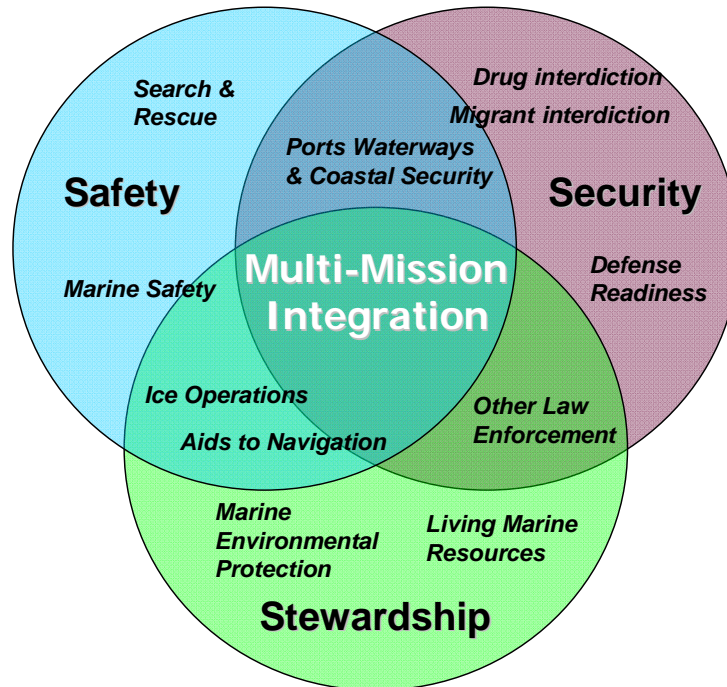 Search &
Rescue
Drug interdiction
Migrant interdiction
Ports Waterways
& Coastal Security
Safety
Security
Multi-Mission
Integration
Marine Safety
Defense
Readiness
Ice Operations
Aids to Navigation
Other Law
Enforcement
Marine
Environmental
Protection
Living Marine
Resources
Stewardship